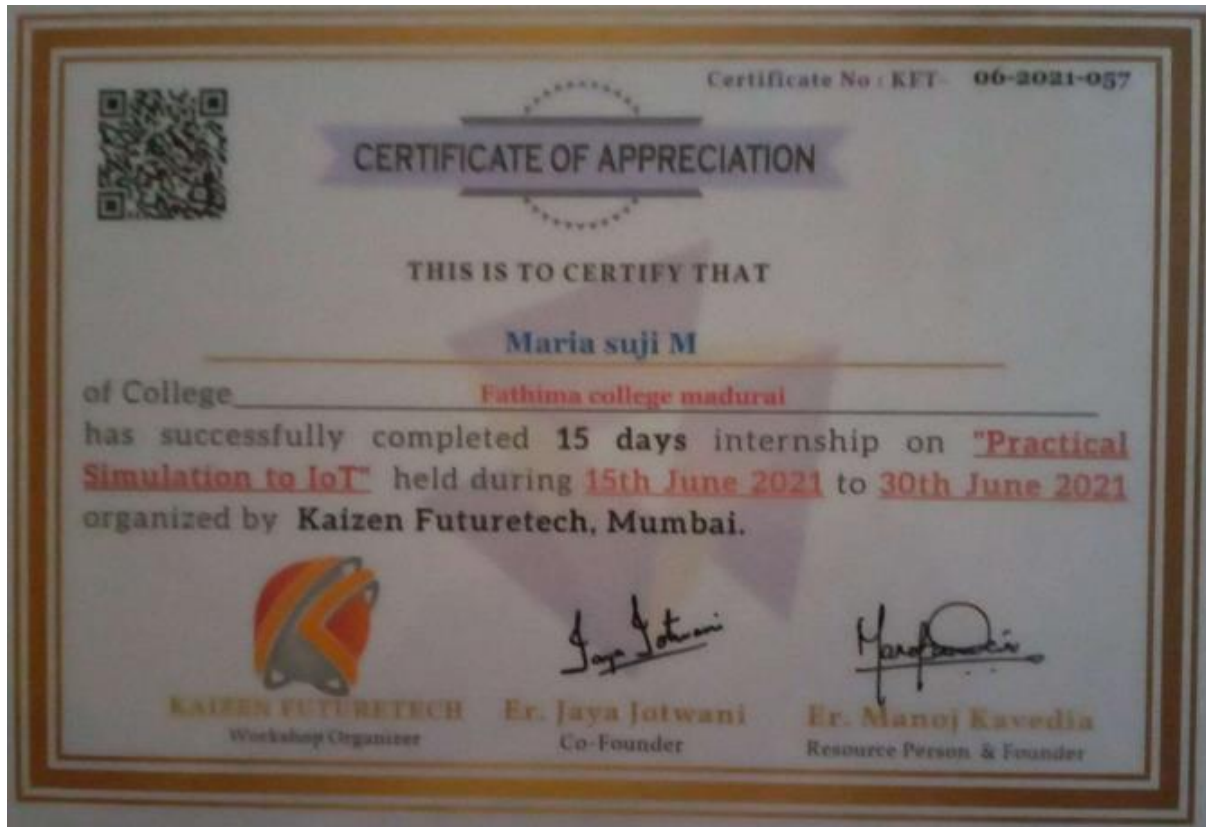 Certificate No : KFT- 06-2021-057
CERTIFICATE OF APPRECIATION
THIS IS TO CERTIFY THAT
Maria suji M
of College Fathima college madurai
has successfully completed 15 days internship on "Practical
Simulation to IoT" held during 15th June 2021 to 30th June 2021
organized by Kaizen Futuretech, Mumbai.
Jaya Jotwani
KAIZEN FUTURETECH
Workshop Organizer
Er. Jaya Jotwani
Co-Founder
Er. Manoj Kavedia
Resource Person & Founder